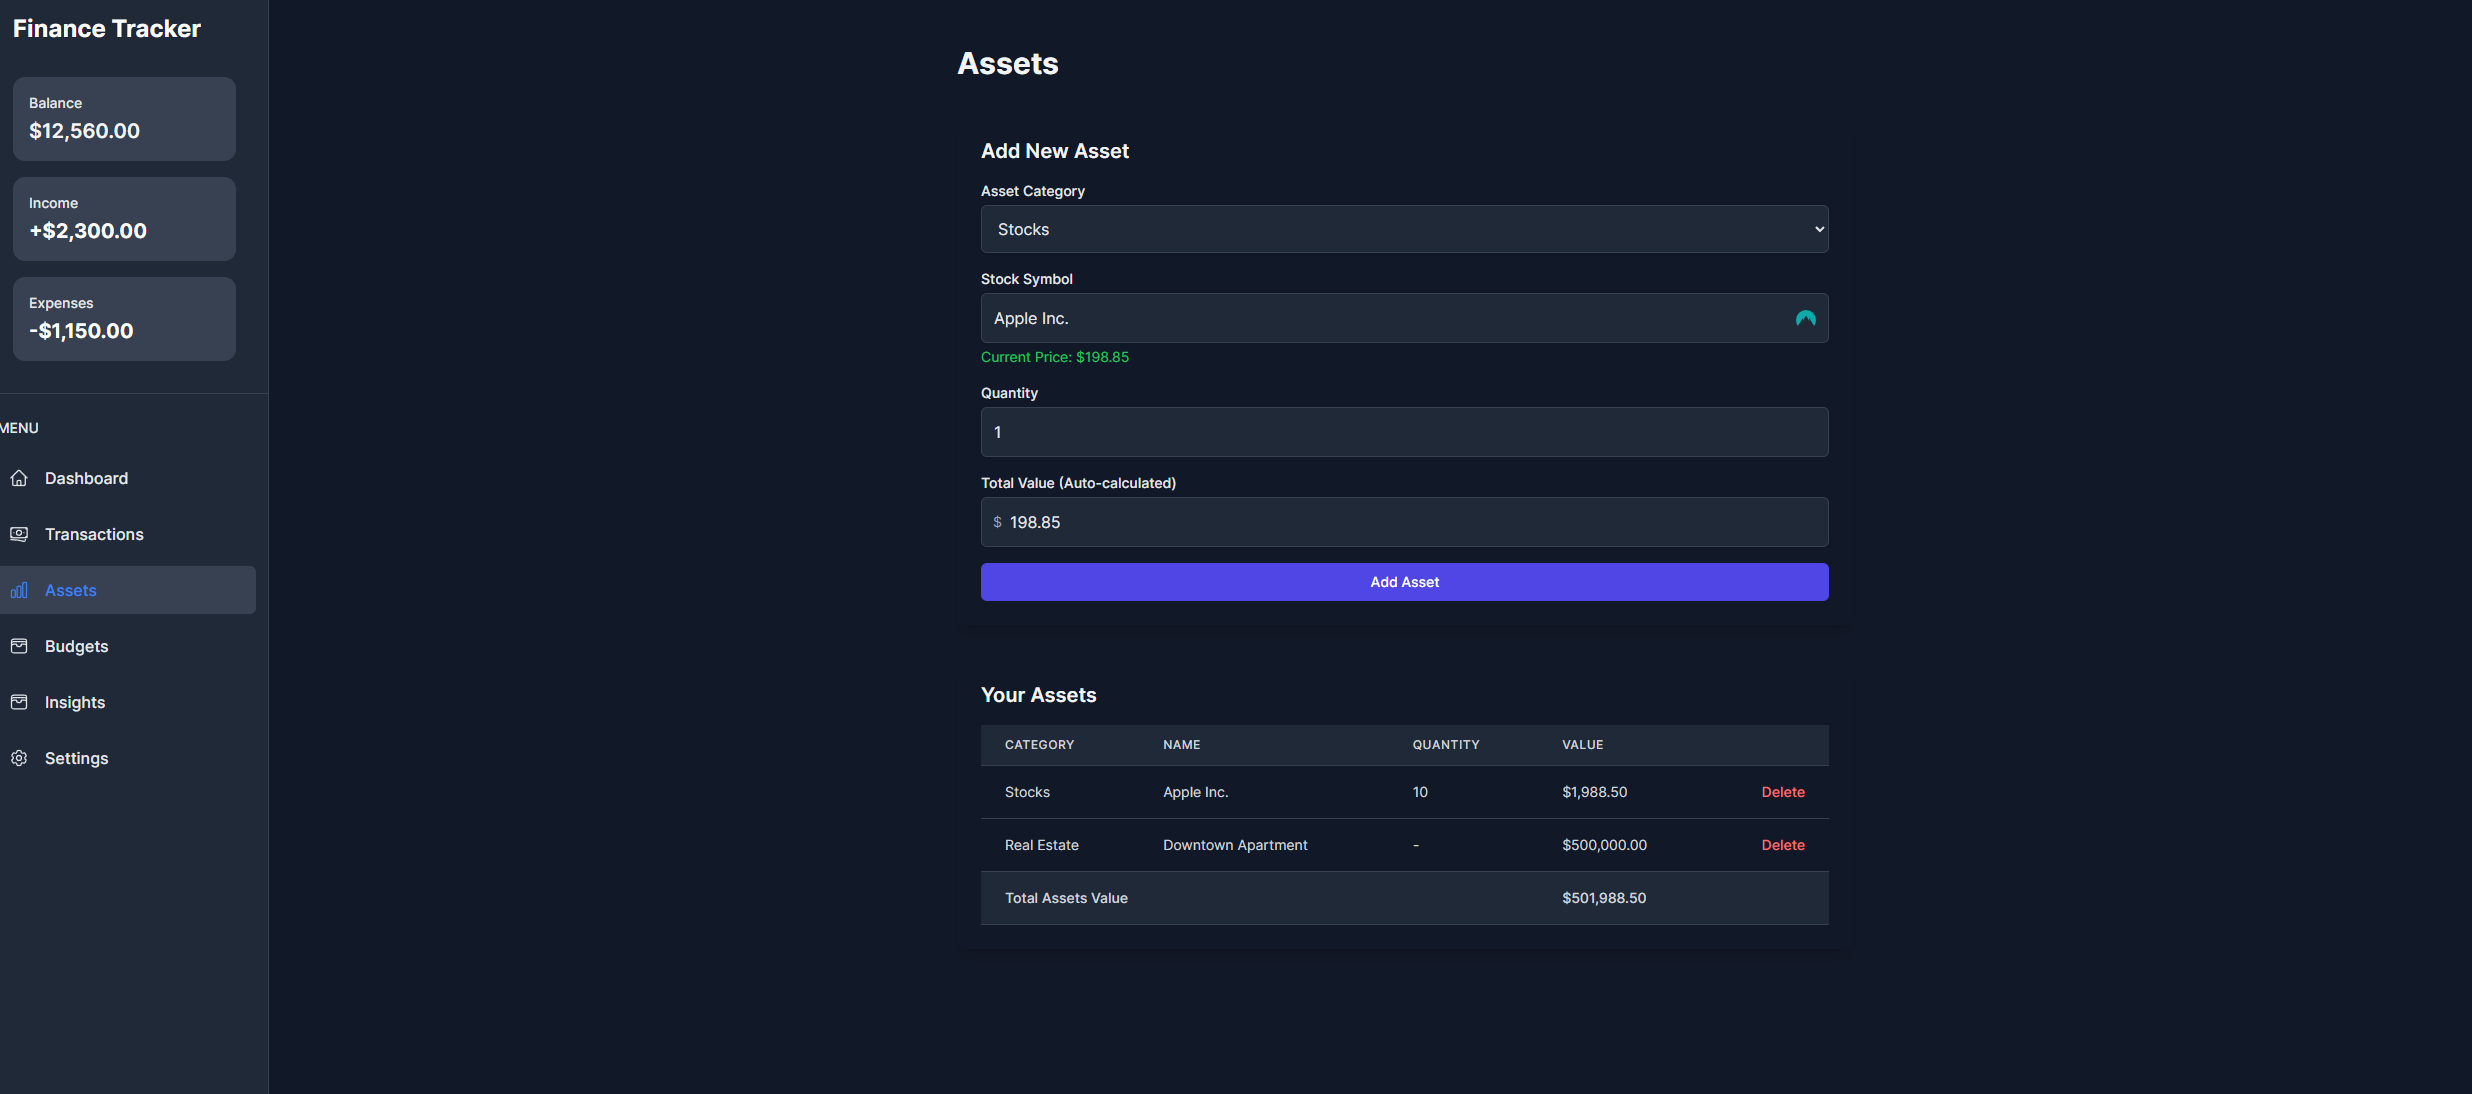 Finance Tracker
Balance
$12,560.00
Income
+$2,300.00
Expenses
-$1,150.00
MENU
Dashboard
Transactions
Assets
Budgets
Insights
Settings
Assets
Add New Asset
Asset Category
Stocks
Stock Symbol
Apple Inc.
Current Price: $198.85
Quantity
1
Total Value (Auto-calculated)
$ 198.85
Add Asset
Your Assets
CATEGORY NAME QUANTITY VALUE
Stocks Apple Inc. 10 $1,988.50 Delete
Real Estate Downtown Apartment - $500,000.00 Delete
Total Assets Value $501,988.50